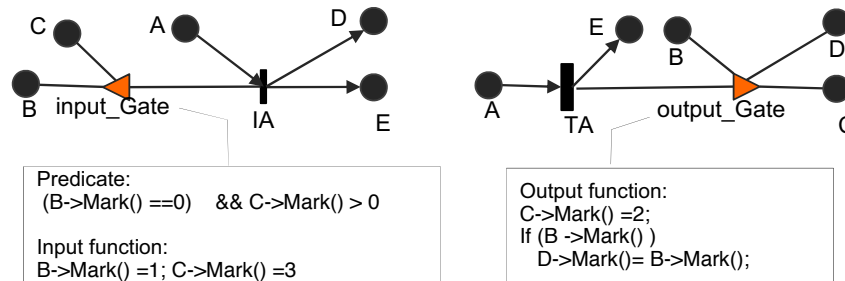 C
A
D
B
input_Gate
IA
E
Predicate:
(B->Mark() ==0) && C->Mark() > 0
Input function:
B->Mark() =1; C->Mark() =3
E
B
D
A
TA
output_Gate
Output function:
C->Mark() =2;
If (B ->Mark() )
D->Mark()= B->Mark();